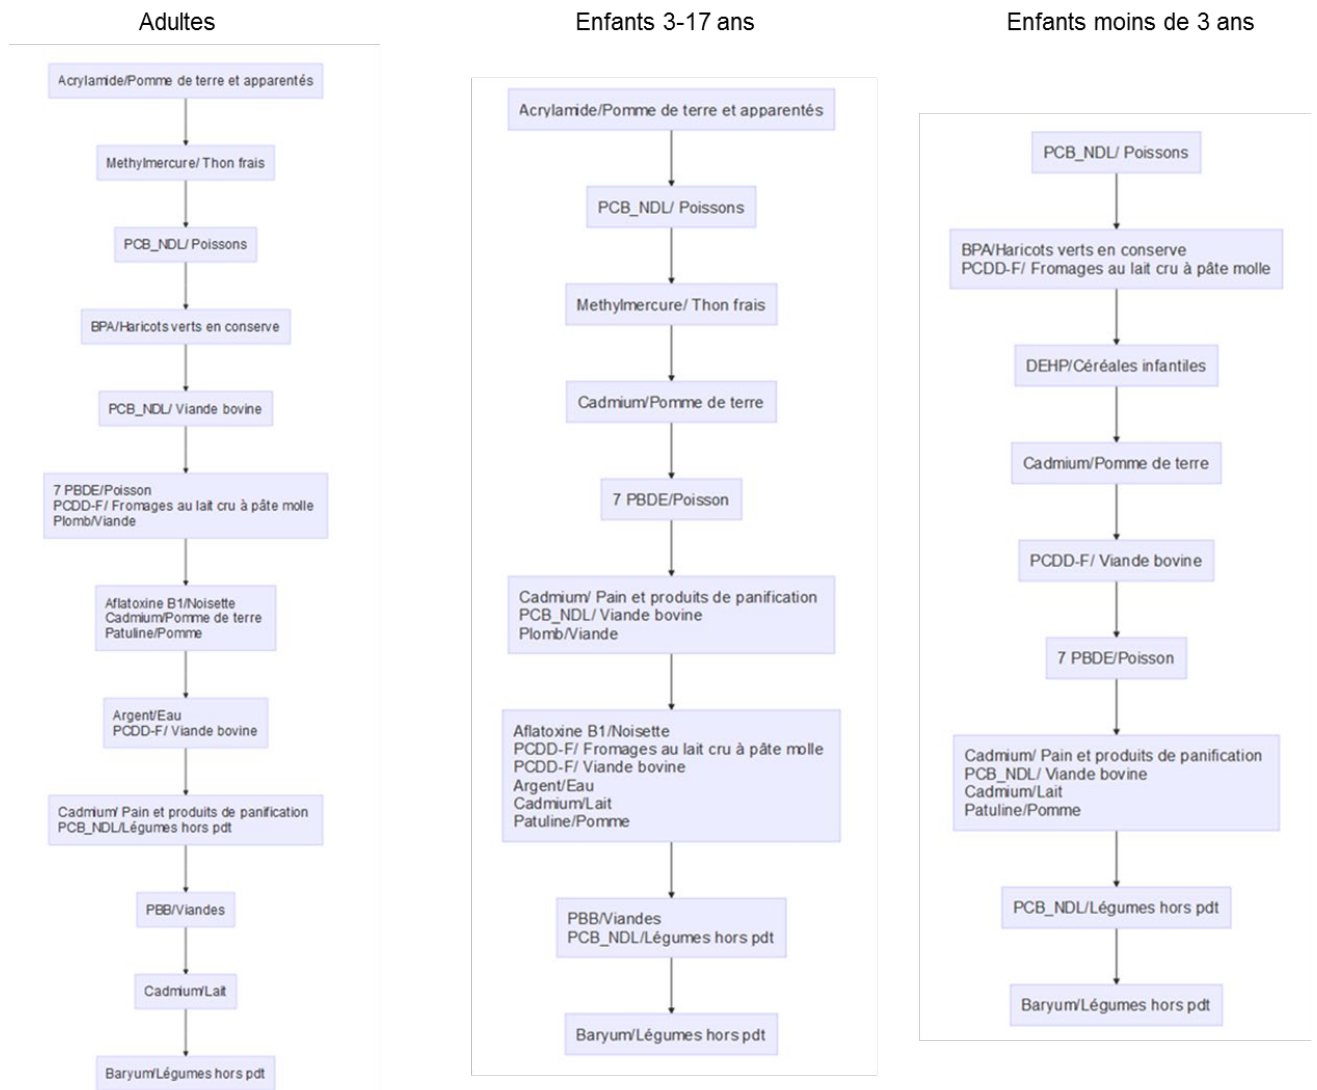 Adultes
Acrylamide/Pomme de terre et apparentés
Methylmercure/ Thon frais
PCB_NDL/ Poissons
BPA/Haricots verts en conserve
PCB_NDL/ Viande bovine
7 PBDE/Poisson
PCDD-F/ Fromages au lait cru à pâte molle
Plomb/Viande
Aflatoxine B1/Noisette
Cadmium/Pomme de terre
Patuline/Pomme
Argent/Eau
PCDD-F/ Viande bovine
Cadmium/ Pain et produits de panification
PCB_NDL/Légumes hors pdt
PBB/Viandes
Cadmium/Lait
Baryum/Légumes hors pdt
Enfants 3-17 ans
Acrylamide/Pomme de terre et apparentés
PCB_NDL/ Poissons
Methylmercure/ Thon frais
Cadmium/Pomme de terre
7 PBDE/Poisson
Cadmium/ Pain et produits de panification
PCB_NDL/ Viande bovine
Plomb/Viande
Aflatoxine B1/Noisette
PCDD-F/ Fromages au lait cru à pâte molle
PCDD-F/ Viande bovine
Argent/Eau
Cadmium/Lait
Patuline/Pomme
PBB/Viandes
PCB_NDL/Légumes hors pdt
Baryum/Légumes hors pdt
Enfants moins de 3 ans
PCB_NDL/ Poissons
BPA/Haricots verts en conserve
PCDD-F/ Fromages au lait cru à pâte molle
DEHP/Céréales infantiles
Cadmium/Pomme de terre
PCDD-F/ Viande bovine
7 PBDE/Poisson
Cadmium/ Pain et produits de panification
PCB_NDL/ Viande bovine
Cadmium/Lait
Patuline/Pomme
PCB_NDL/Légumes hors pdt
Baryum/Légumes hors pdt